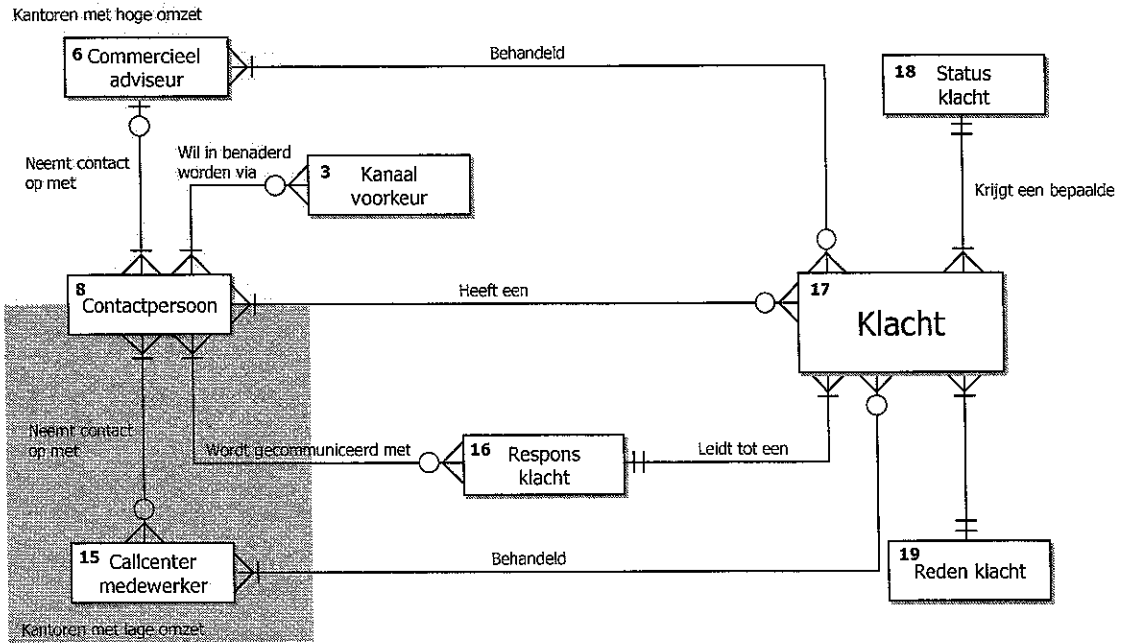 Kantoren met hoge omzet
6 Commercieel
adviseur
Behandeld
18 Status
klacht
Neemt contact
op met
Wil in benaderd
worden via
3 Kanaal
voorkeur
Krijgt een bepaalde
8
Contactpersoon
Heeft een
17
Klacht
Neemt contact
op met
Wordt gecommuniceerd met
16 Respons
klacht
Leidt tot een
15 Callcenter
medewerker
Behandeld
19
Reden klacht
Kantoren met lage omzet